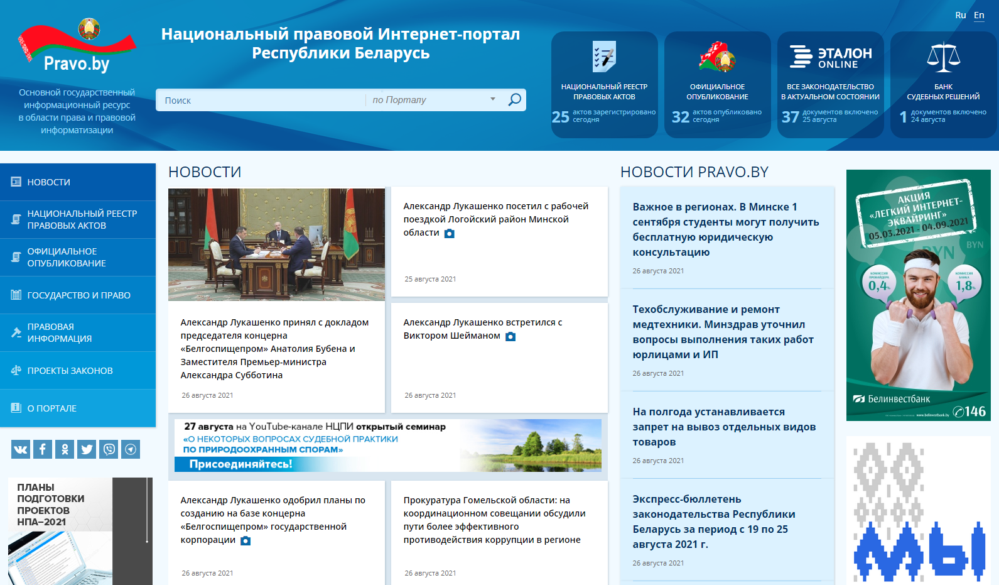 Ru En
Pravo.by
Основной государственный
информационный ресурс
в области права и правовой
информатизации
Национальный правовой Интернет-портал
Республики Беларусь
Поиск
по Порталу
НАЦИОНАЛЬНЫЙ РЕЕСТР
ПРАВОВЫХ АКТОВ
25 актов зарегистрировано
сегодня
ОФИЦИАЛЬНОЕ
ОПУБЛИКОВАНИЕ
32 актов опубликовано
сегодня
ЭТАЛОН
ONLINE
ВСЕ ЗАКОНОДАТЕЛЬСТВО
В АКТУАЛЬНОМ СОСТОЯНИИ
37 документов включено
25 августа
БАНК
СУДЕБНЫХ РЕШЕНИЙ
1 документов включено
24 августа
НОВОСТИ
НАЦИОНАЛЬНЫЙ РЕЕСТР
ПРАВОВЫХ АКТОВ
ОФИЦИАЛЬНОЕ
ОПУБЛИКОВАНИЕ
ГОСУДАРСТВО И ПРАВО
ПРАВОВАЯ
ИНФОРМАЦИЯ
ПРОЕКТЫ ЗАКОНОВ
О ПОРТАЛЕ
ПЛАНЫ
ПОДГОТОВКИ
ПРОЕКТОВ
НПА–2021
НОВОСТИ
Александр Лукашенко принял с докладом
председателя концерна
«Белгоспищепром» Анатолия Бубена и
Заместителя Премьер-министра
Александра Субботина
26 августа 2021
Александр Лукашенко посетил с рабочей
поездкой Логойский район Минской
области
25 августа 2021
Александр Лукашенко встретился с
Виктором Шейманом
26 августа 2021
27 августа на YouTube-канале НЦПИ открытый семинар
«О НЕКОТОРЫХ ВОПРОСАХ СУДЕБНОЙ ПРАКТИКИ
ПО ПРИРОДООХРАННЫМ СПОРАМ»
Присоединяйтесь!
Александр Лукашенко одобрил планы по
созданию на базе концерна
«Белгоспищепром» государственной
корпорации
26 августа 2021
Прокуратура Гомельской области: на
координационном совещании обсудили
пути более эффективного
противодействия коррупции в регионе
26 августа 2021
НОВОСТИ PRAVO.BY
Важное в регионах. В Минске 1
сентября студенты могут получить
бесплатную юридическую
консультацию
26 августа 2021
Техобслуживание и ремонт
медтехники. Минздрав уточнил
вопросы выполнения таких работ
юрлицами и ИП
26 августа 2021
На полгода устанавливается
запрет на вывоз отдельных видов
товаров
26 августа 2021
Экспресс-бюллетень
законодательства Республики
Беларусь за период с 19 по 25
августа 2021 г.
26 августа 2021
АКЦИЯ
«ЛЕГКИЙ ИНТЕРНЕТ-
ЭКВАЙРИНГ»
05.03.2021 - 04.09.2021
BYN
BYN
КОМИССИЯ
ПРОВАЙДЕРА
0,4%
КОМИССИЯ
БАНКА
1,8%
Белинвестбанк
www.belinvestbank.by 146
МЫ